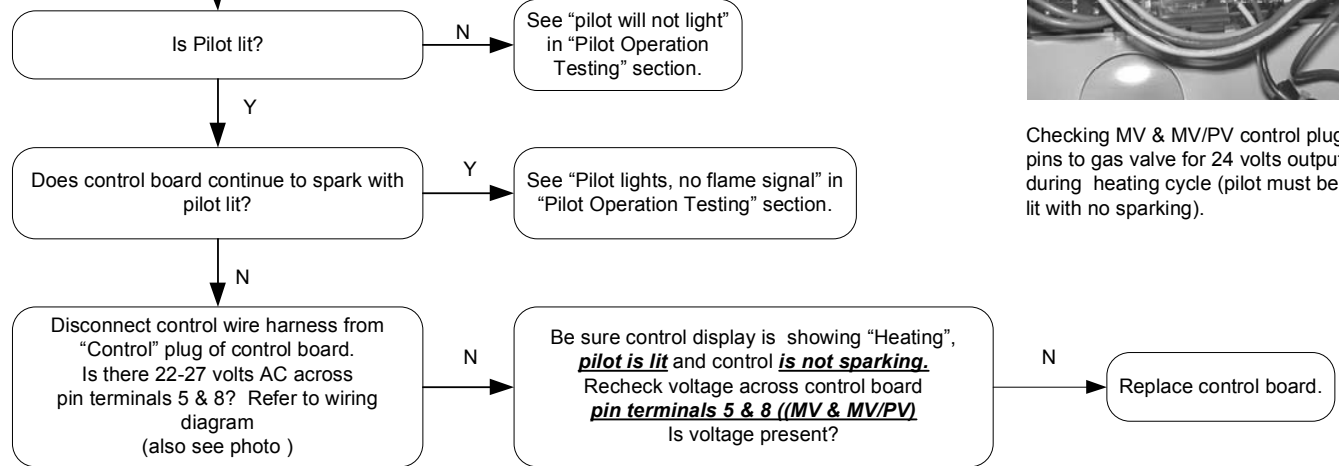 Is Pilot lit?
N
See “pilot will not light”
in “Pilot Operation
Testing” section.
Y
Checking MV & MV/PV control plug
pins to gas valve for 24 volts output
during heating cycle (pilot must be
lit with no sparking).
Does control board continue to spark with
pilot lit?
Y
See “Pilot lights, no flame signal” in
“Pilot Operation Testing” section.
N
Disconnect control wire harness from
“Control” plug of control board.
Is there 22-27 volts AC across
pin terminals 5 & 8? Refer to wiring
diagram
(also see photo )
N
Be sure control display is showing “Heating”,
pilot is lit and control is not sparking.
Recheck voltage across control board
pin terminals 5 & 8 ((MV & MV/PV)
Is voltage present?
N
Replace control board.